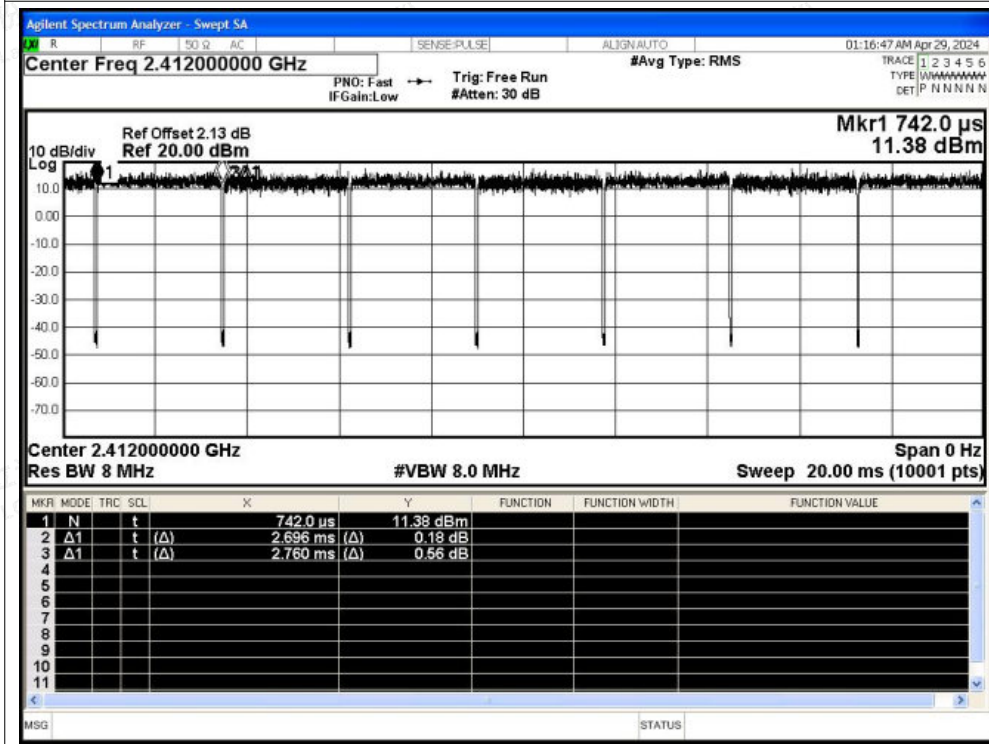 Agilent Spectrum Analyzer - Swept SA
LXI R RF 50 Ω AC SENSE:PULSE ALIGN AUTO 01:16:47 AM Apr 29, 2024
Center Freq 2.412000000 GHz #Avg Type: RMS TRACE 1 2 3 4 5 6
PNO: Fast Trig: Free Run TYPE WWWWWW
IFGain:Low #Atten: 30 dB DET P N N N N N
Mkr1 742.0 µs
Ref Offset 2.13 dB
10 dB/div Ref 20.00 dBm 11.38 dBm
Log
1 2Δ1
10.0
0.00
-10.0
-20.0
-30.0
-40.0
-50.0
-60.0
-70.0
Center 2.412000000 GHz Span 0 Hz
Res BW 8 MHz #VBW 8.0 MHz Sweep 20.00 ms (10001 pts)
MKR MODE TRC SCL X Y FUNCTION FUNCTION WIDTH FUNCTION VALUE
1 N t 742.0 µs 11.38 dBm
2 Δ1 t (Δ) 2.696 ms (Δ) 0.18 dB
3 Δ1 t (Δ) 2.760 ms (Δ) 0.56 dB
4
5
6
7
8
9
10
11
MSG STATUS